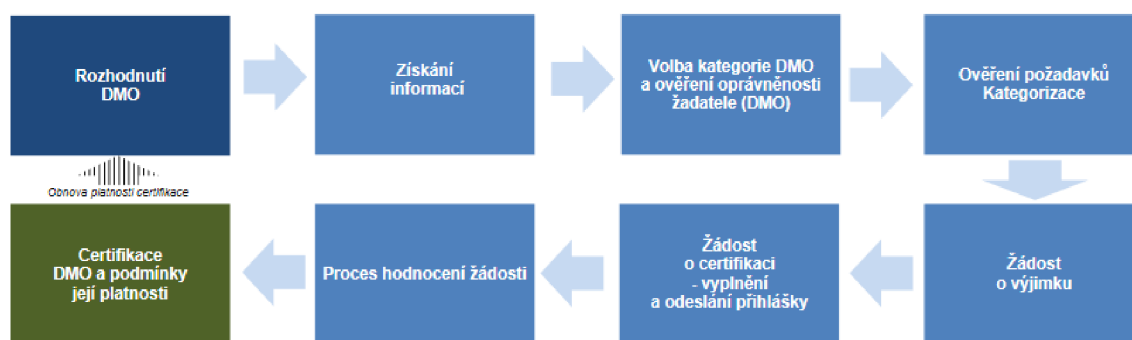 Rozhodnutí
DMO
Získání
informací
Volba kategorie DMO
a ověření oprávněnosti
žadatele (DMO)
Ověření požadavků
Kategorizace
Obnova platnosti certifikace
Certifikace
DMO a podmínky
její platnosti
Proces hodnocení žádosti
Žádost
o certifikaci
- vyplnění
a odeslání přihlášky
Žádost
o výjimku